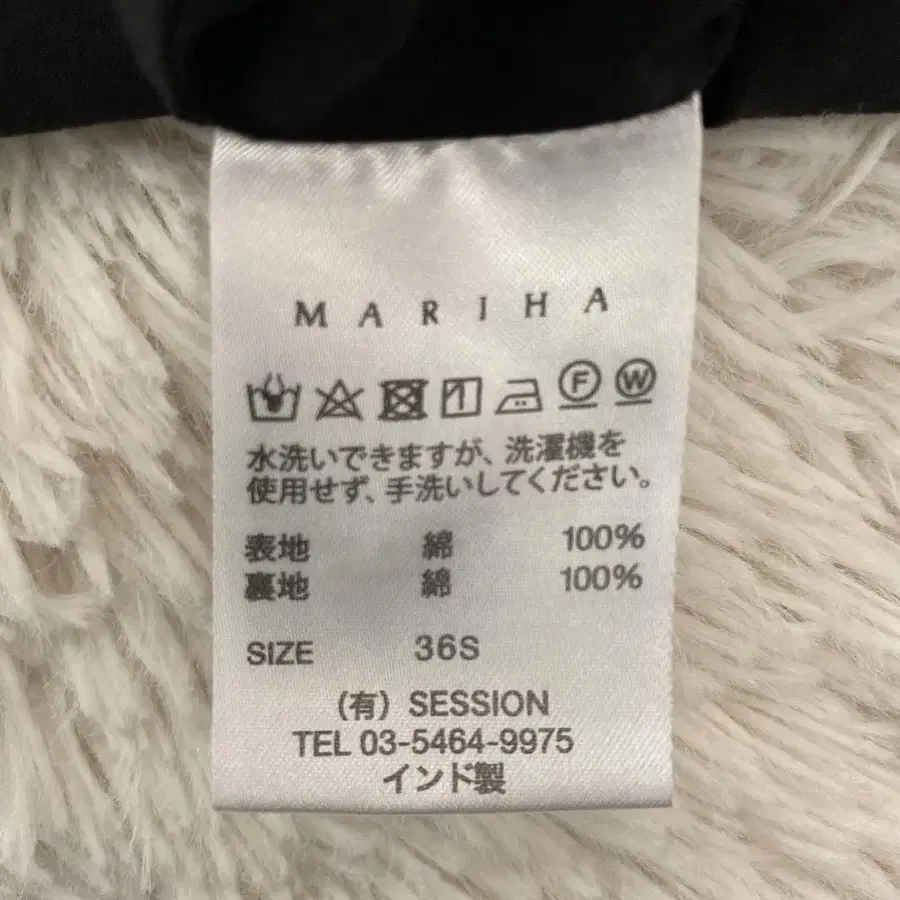 MARIHA
F W
水洗いできますが、洗濯機を
使用せず、手洗いしてください。
表地 綿 100%
裏地 綿 100%
SIZE 36S
(有) SESSION
TEL 03-5464-9975
インド製